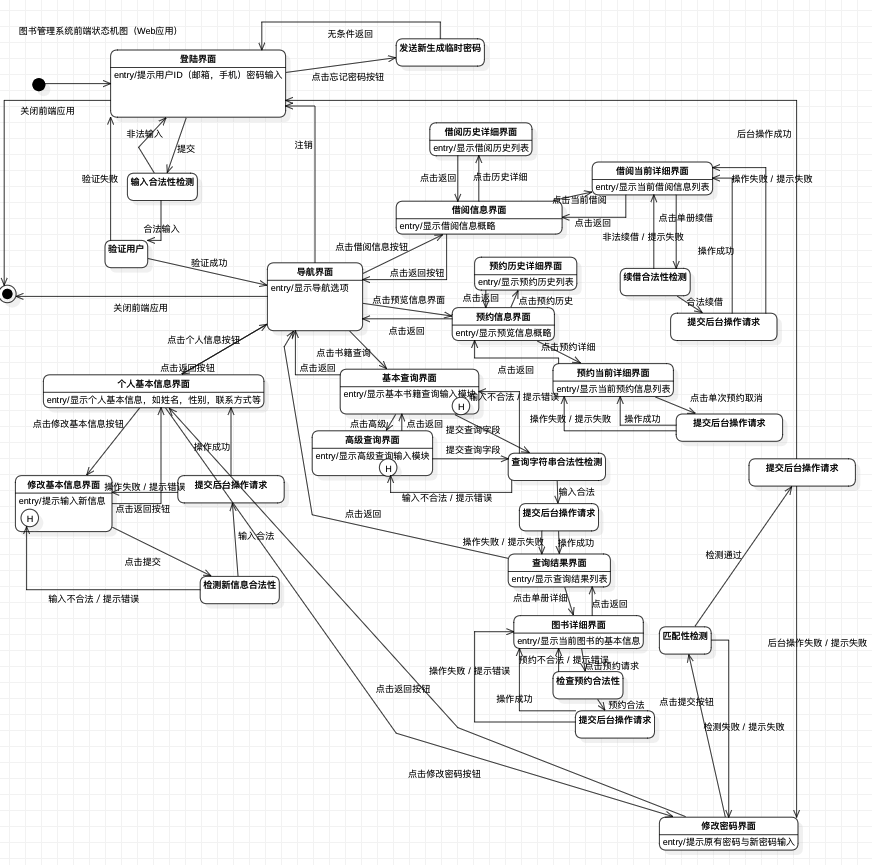 图书管理系统前端状态机图（Web应用）
无条件返回
发送新生成临时密码
登陆界面
entry/提示用户ID（邮箱，手机）密码输入
点击忘记密码按钮
关闭前端应用
非法输入
提交
注销
后台操作成功
借阅历史详细界面
entry/显示借阅历史列表
验证失败
输入合法性检测
点击返回
点击历史详细
借阅当前详细界面
entry/显示当前借阅信息列表
操作失败 / 提示失败
点击当前借阅
借阅信息界面
entry/显示借阅信息概略
点击返回
点击单册续借
合法输入
非法续借 / 提示失败
验证用户
点击借阅信息按钮
操作成功
验证成功
导航界面
entry/显示导航选项
点击返回按钮
预约历史详细界面
entry/显示预约历史列表
续借合法性检测
关闭前端应用
点击预览信息界面
点击返回
点击预约历史
合法续借
预约信息界面
entry/显示预览信息概略
提交后台操作请求
点击返回
点击个人信息按钮
点击书籍查询
点击预约详细
点击返回按钮
点击返回
点击返回
预约当前详细界面
entry/显示当前预约信息列表
个人基本信息界面
entry/显示个人基本信息，如姓名，性别，联系方式等
基本查询界面
entry/显示基本书籍查询输入模块
H
输入不合法 / 提示错误
点击单次预约取消
点击修改基本信息按钮
点击高级
点击返回
提交查询字段
操作失败 / 提示失败
操作成功
提交后台操作请求
操作成功
高级查询界面
entry/显示高级查询输入模块
H
提交查询字段
查询字符串合法性检测
提交后台操作请求
修改基本信息界面
entry/提示输入新信息
H
操作失败 / 提示错误
提交后台操作请求
输入不合法 / 提示错误
输入合法
点击返回按钮
点击返回
提交后台操作请求
输入合法
操作失败 / 提示失败
操作成功
检测通过
点击提交
查询结果界面
entry/显示查询结果列表
检测新信息合法性
输入不合法 / 提示错误
点击单册详细
点击返回
图书详细界面
entry/显示当前图书的基本信息
匹配性检测
后台操作失败 / 提示失败
预约不合法 / 提示错误
点击预约请求
操作失败 / 提示错误
检查预约合法性
点击返回按钮
操作成功
预约合法
点击提交按钮
提交后台操作请求
检测失败 / 提示失败
点击修改密码按钮
修改密码界面
entry/提示原有密码与新密码输入